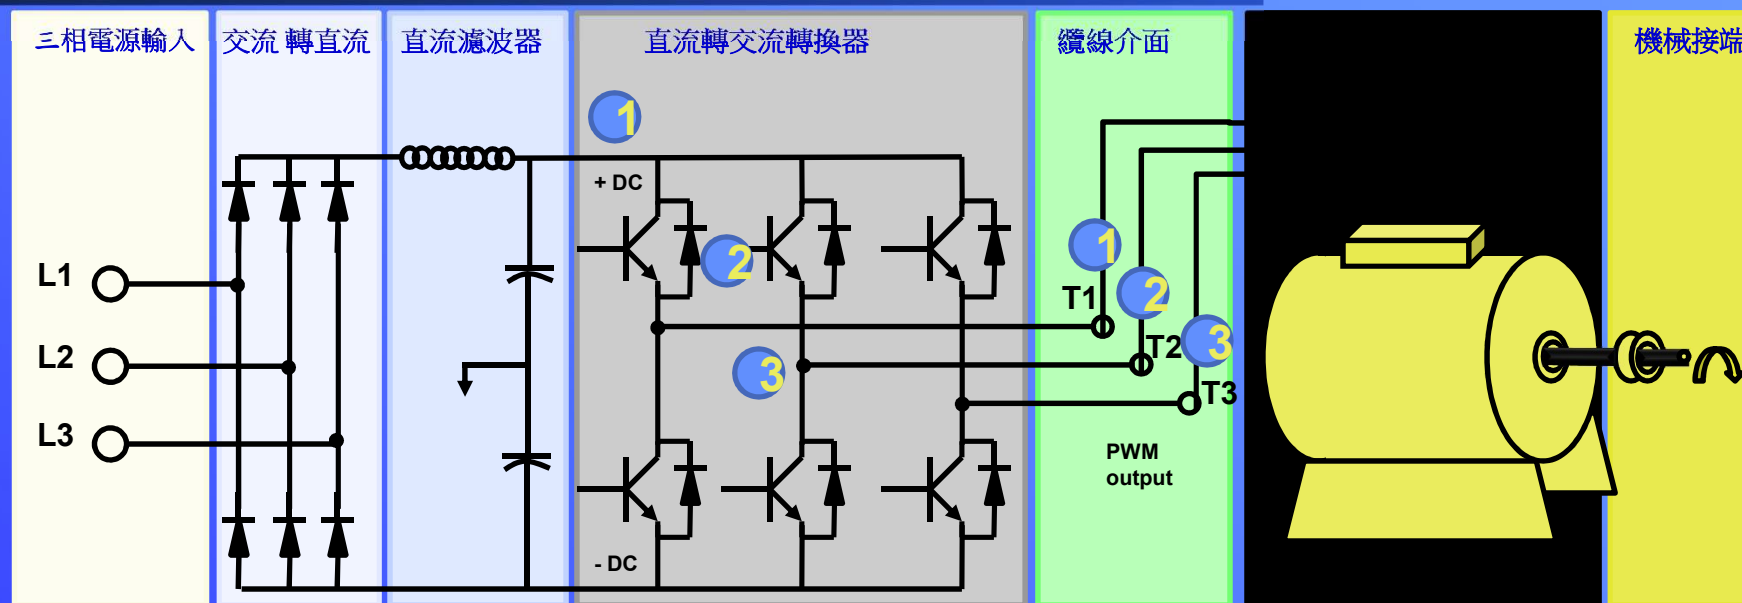 三相電源輸入
交流 轉直流
直流濾波器
直流轉交流轉換器
纜線介面
機械接端
1
+ DC
2
3
- DC
L1
L2
L3
1
2
3
T1
T2
T3
PWM
output